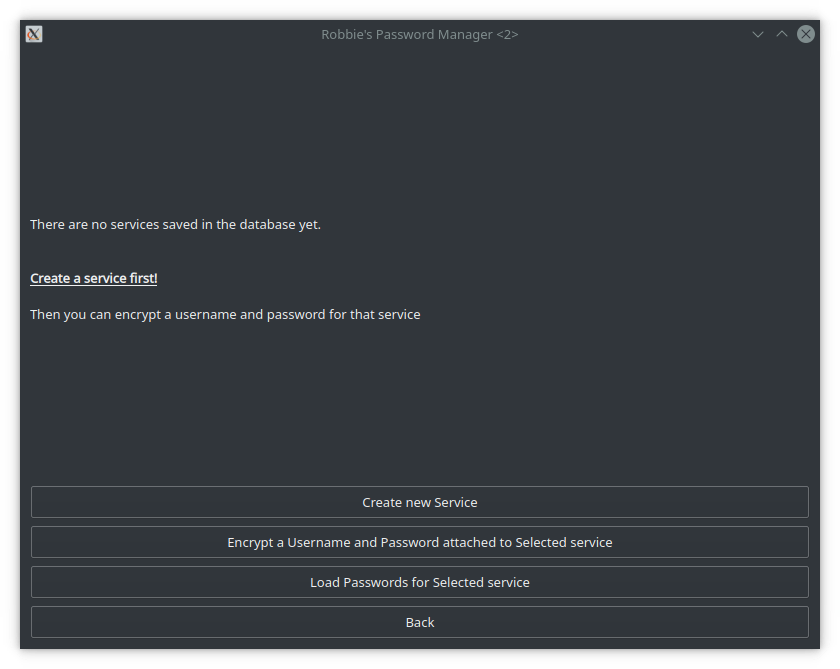 Robbie's Password Manager <2>
There are no services saved in the database yet.
Create a service first!
Then you can encrypt a username and password for that service
Create new Service
Encrypt a Username and Password attached to Selected service
Load Passwords for Selected service
Back